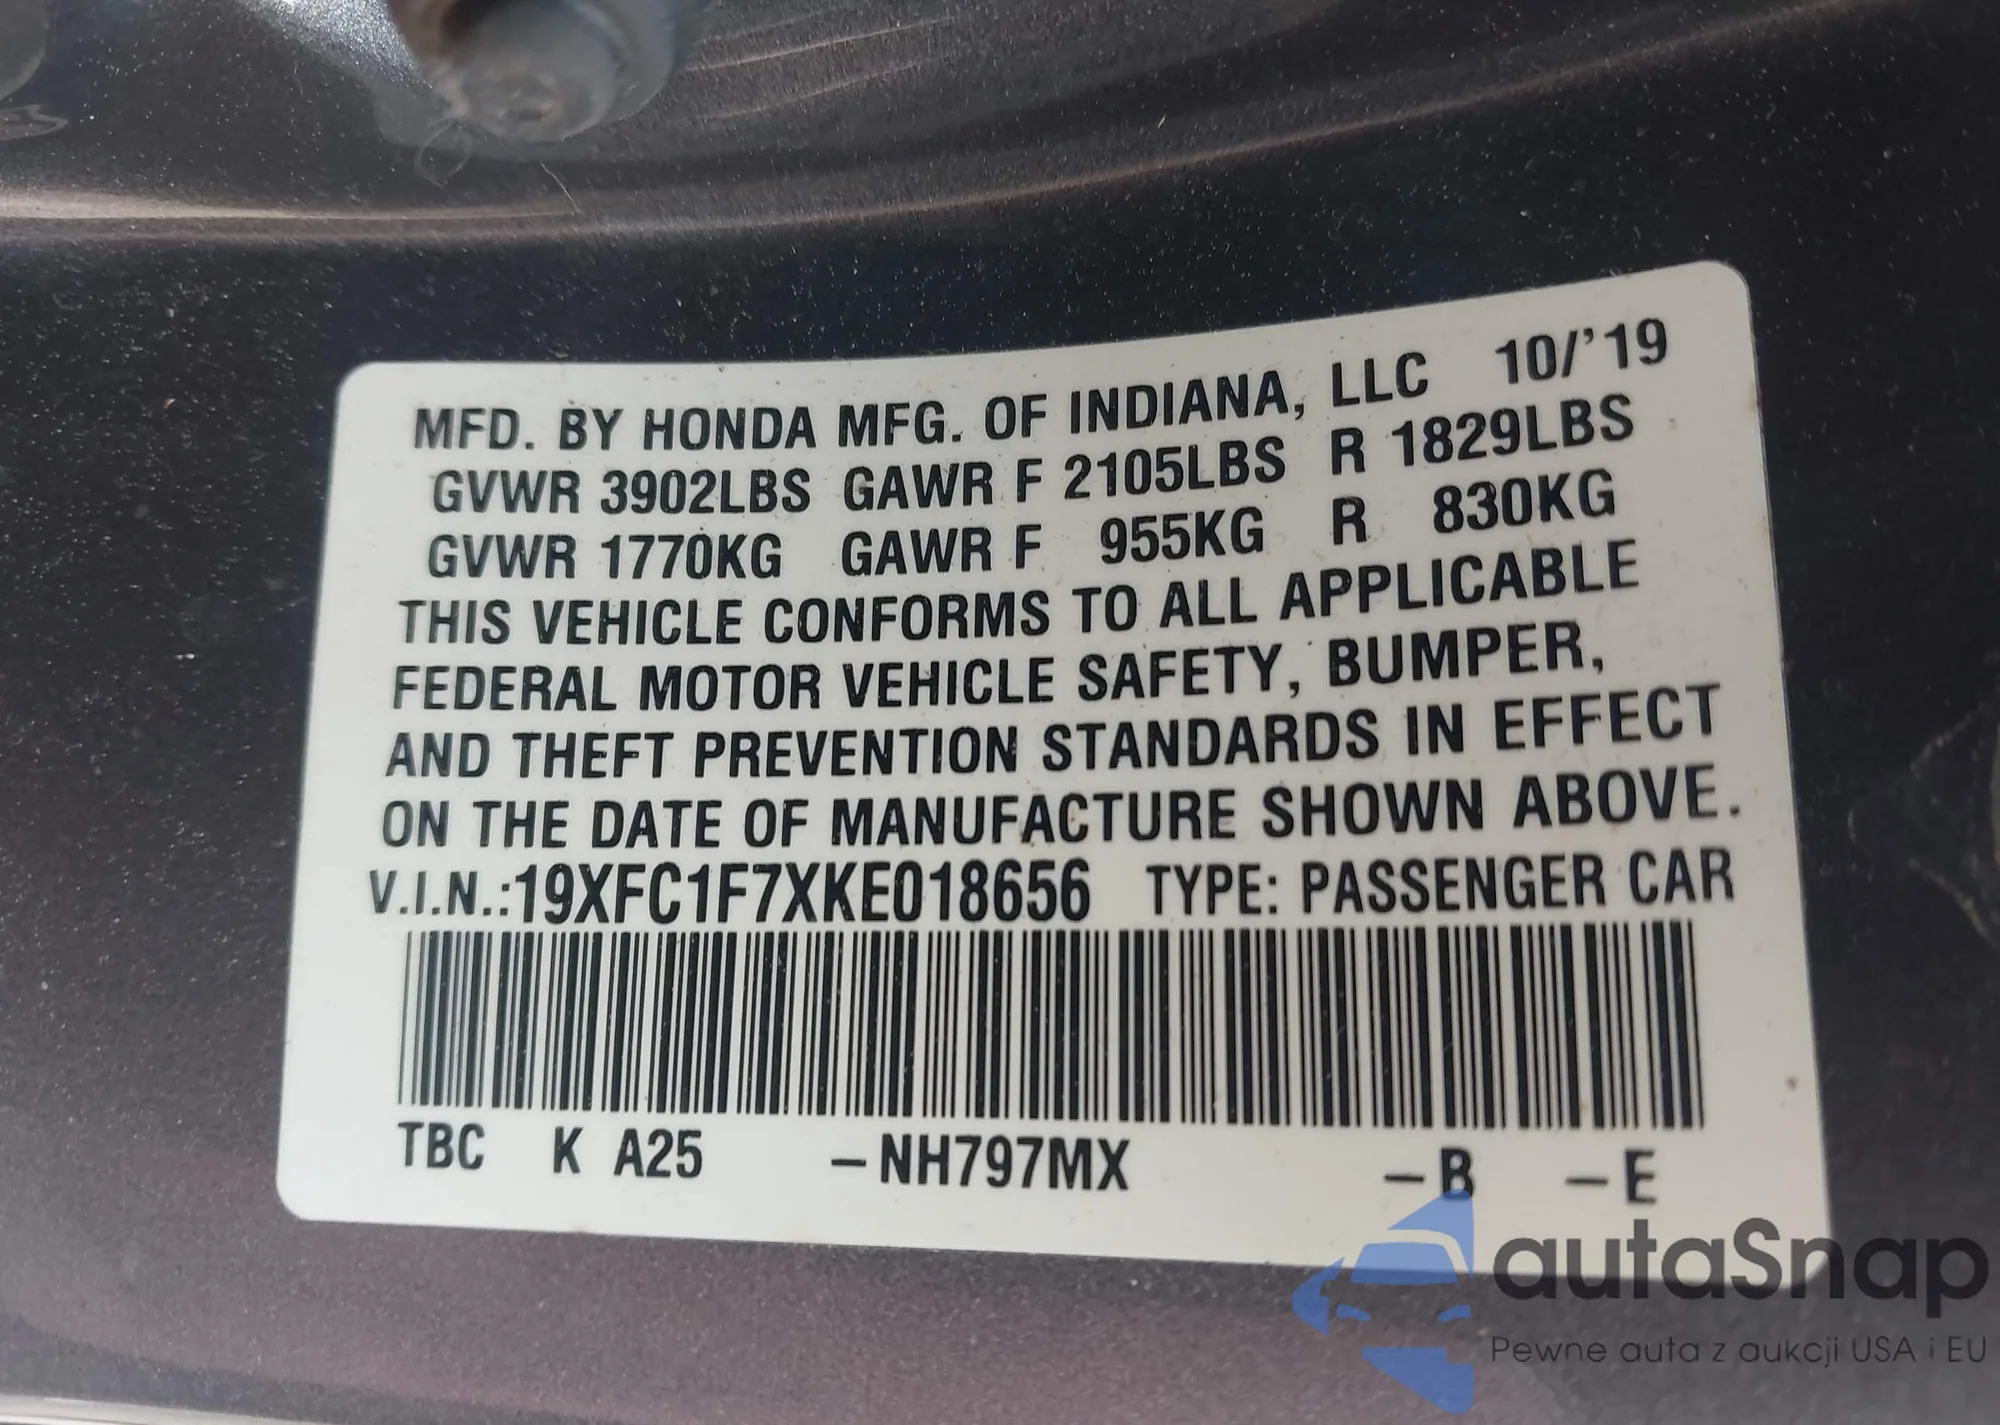 MFD. BY HONDA MFG. OF INDIANA, LLC 10/'19
GVWR 3902LBS GAWR F 2105LBS R 1829LBS
GVWR 1770KG GAWR F 955KG R 830KG
THIS VEHICLE CONFORMS TO ALL APPLICABLE
FEDERAL MOTOR VEHICLE SAFETY, BUMPER,
AND THEFT PREVENTION STANDARDS IN EFFECT
ON THE DATE OF MANUFACTURE SHOWN ABOVE.
V.I.N.:19XFC1F7XKE018656 TYPE: PASSENGER CAR
TBC K A25 –NH797MX –B –E
autaSnap
Pewne auta z aukcji USA i EU